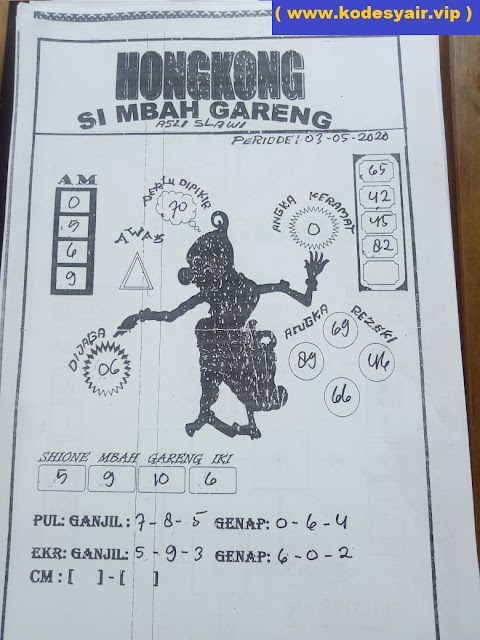 ( www.kodesyair.vip )
HONGKONG
SI MBAH GARENG
ASLI SLAWI
PERIODE: 03-05-2020
AM
0
5
6
9
PERLU DIPIKIR
70
AWAS
ANGKA KERAMAT
0
65
42
45
82
DIJAGA
06
ANGKA REZEKI
69
89
46
66
SHIONE MBAH GARENG IKI
5 9 10 6
PUL: GANJIL : 7-8-5 GENAP: 0-6-4
EKR: GANJIL: 5-9-3 GENAP: 6-0-2
CM : [ ] - [ ]